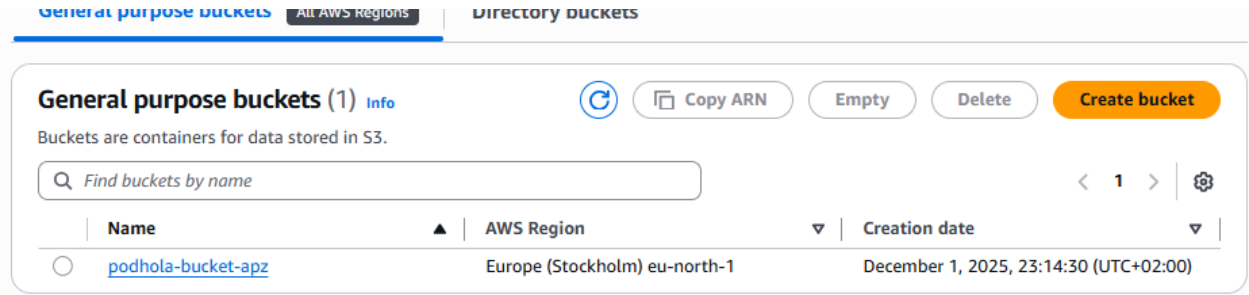 General purpose buckets All AWS Regions Directory buckets
General purpose buckets (1) Info
Copy ARN Empty Delete Create bucket
Buckets are containers for data stored in S3.
Find buckets by name
1
Name AWS Region Creation date
podhola-bucket-apz Europe (Stockholm) eu-north-1 December 1, 2025, 23:14:30 (UTC+02:00)